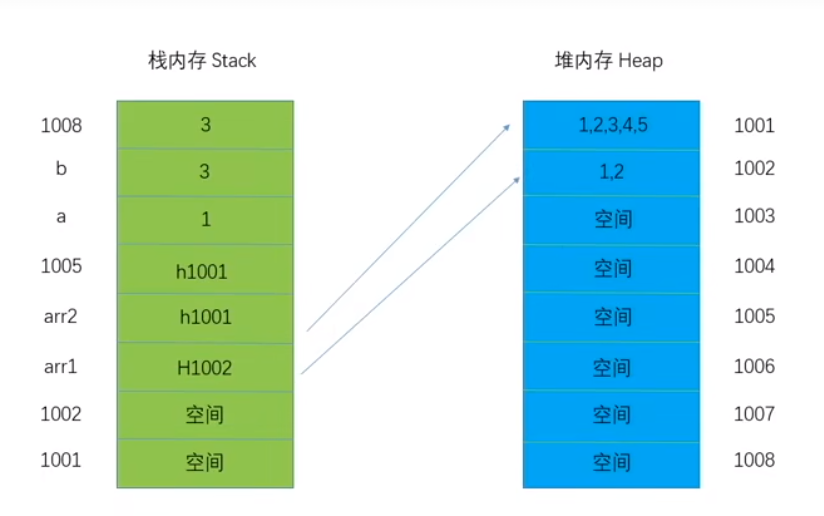 栈内存 Stack
堆内存 Heap
1008 3 1,2,3,4,5 1001
b 3 1,2 1002
a 1 空间 1003
1005 h1001 空间 1004
arr2 h1001 空间 1005
arr1 H1002 空间 1006
1002 空间 空间 1007
1001 空间 空间 1008